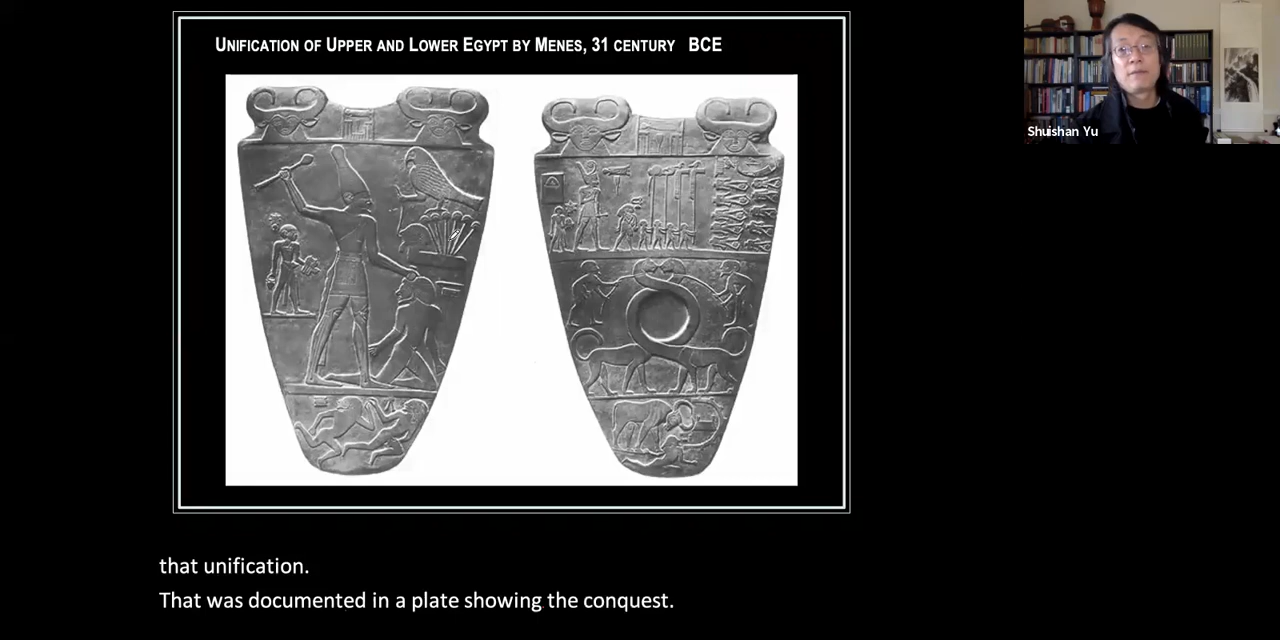 UNIFICATION OF UPPER AND LOWER EGYPT BY MENES, 31 CENTURY BCE
Shuishan Yu
that unification.
That was documented in a plate showing the conquest.